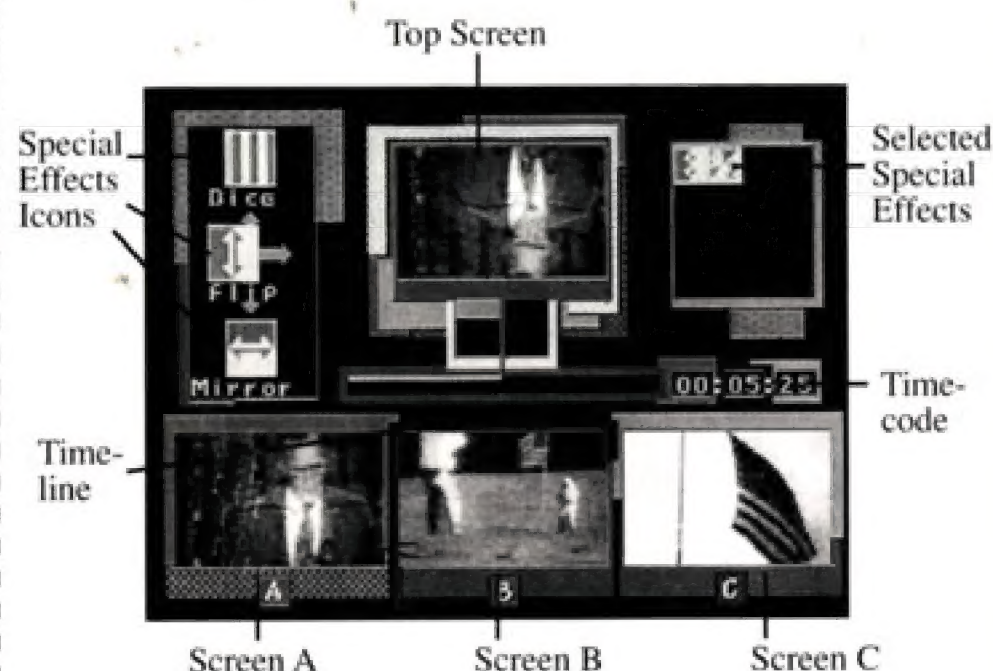 Top Screen
Special
Effects
Icons
Selected
Special
Effects
Dice
Flip
Mirror
00:05:25
Time-
code
Time-
line
A
B
C
Screen A
Screen B
Screen C